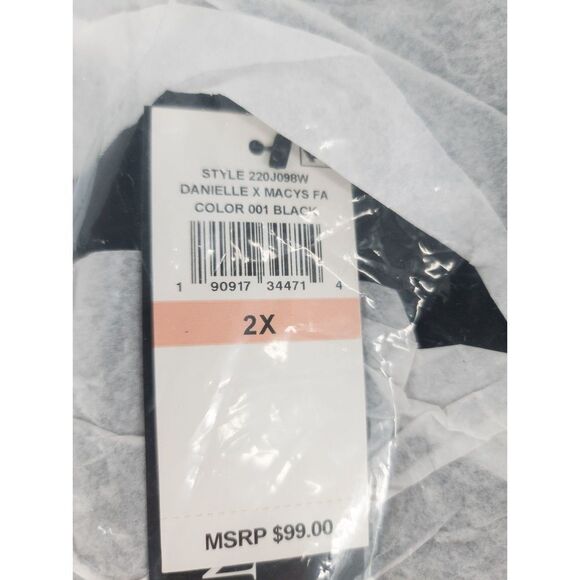 STYLE 220J098W
DANIELLE X MACYS FA
COLOR 001 BLACK
1 90917 34471 4
2X
MSRP $99.00